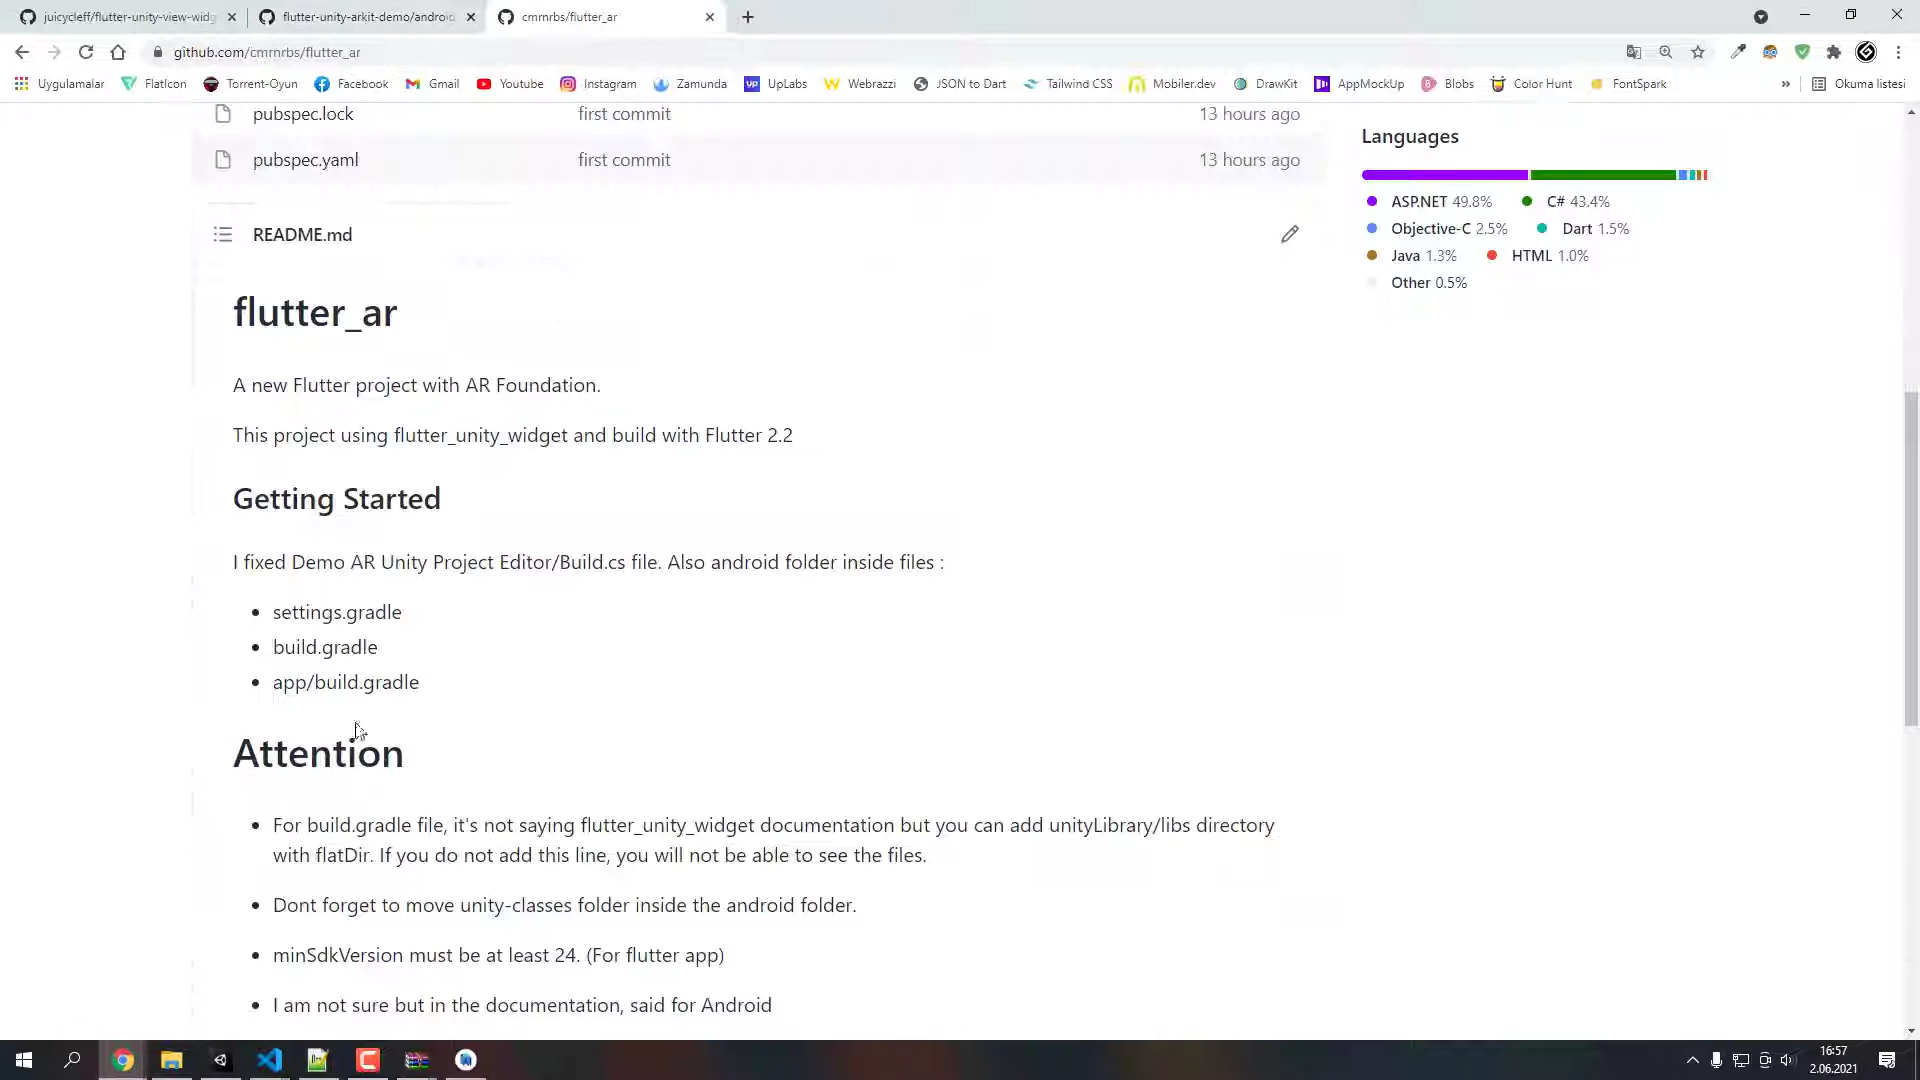 juicycleff/flutter-unity-view-widg
flutter-unity-arkit-demo/android
cmrnrbs/flutter_ar
github.com/cmrnrbs/flutter_ar
Uygulamalar
FlatIcon
Torrent-Oyun
Facebook
Gmail
Youtube
Instagram
Zamunda
UpLabs
Webrazzi
JSON to Dart
Tailwind CSS
Mobiler.dev
DrawKit
AppMockUp
Blobs
Color Hunt
FontSpark
»
Okuma listesi
pubspec.lock first commit 13 hours ago
pubspec.yaml first commit 13 hours ago
Languages
ASP.NET 49.8% C# 43.4%
Objective-C 2.5% Dart 1.5%
Java 1.3% HTML 1.0%
Other 0.5%
README.md
flutter_ar
A new Flutter project with AR Foundation.
This project using flutter_unity_widget and build with Flutter 2.2
Getting Started
I fixed Demo AR Unity Project Editor/Build.cs file. Also android folder inside files :
• settings.gradle
• build.gradle
• app/build.gradle
Attention
• For build.gradle file, it's not saying flutter_unity_widget documentation but you can add unityLibrary/libs directory
with flatDir. If you do not add this line, you will not be able to see the files.
• Dont forget to move unity-classes folder inside the android folder.
• minSdkVersion must be at least 24. (For flutter app)
• I am not sure but in the documentation, said for Android
16:57
2.06.2021